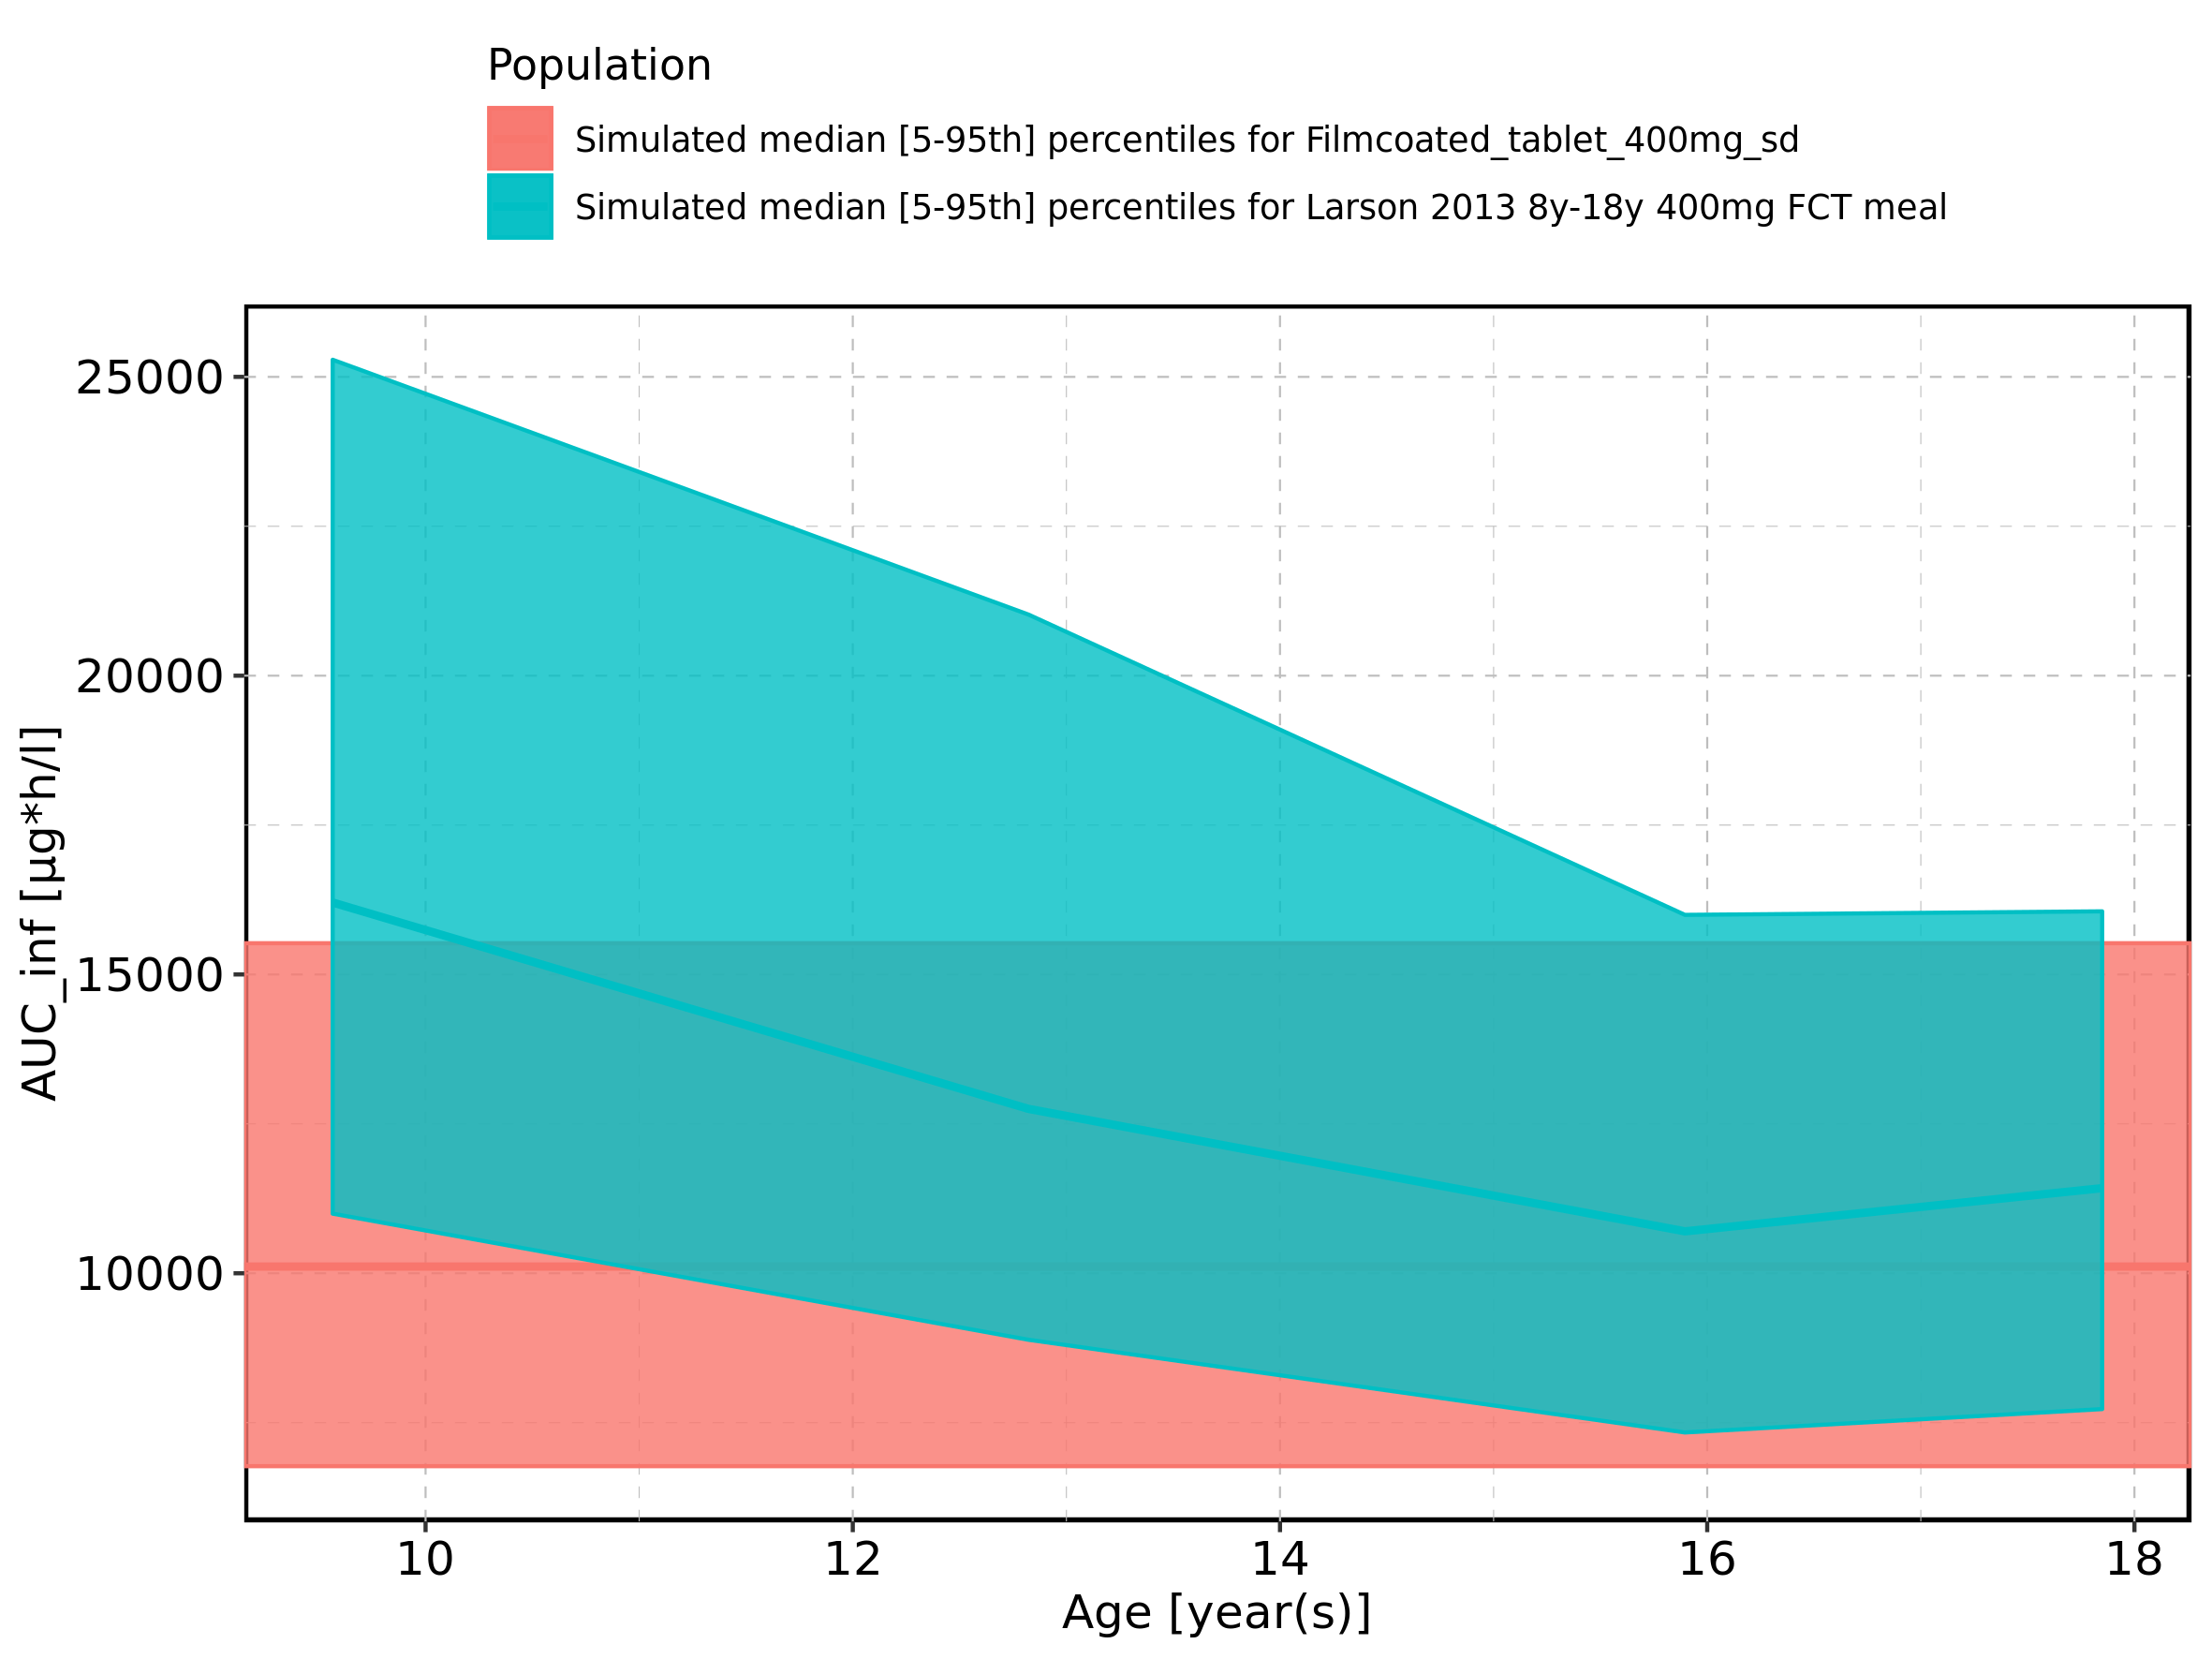 Population
Simulated median [5-95th] percentiles for Filmcoated_tablet_400mg_sd
Simulated median [5-95th] percentiles for Larson 2013 8y-18y 400mg FCT meal
25000
20000
15000
10000
AUC_inf [µg*h/l]
10 12 14 16 18
Age [year(s)]